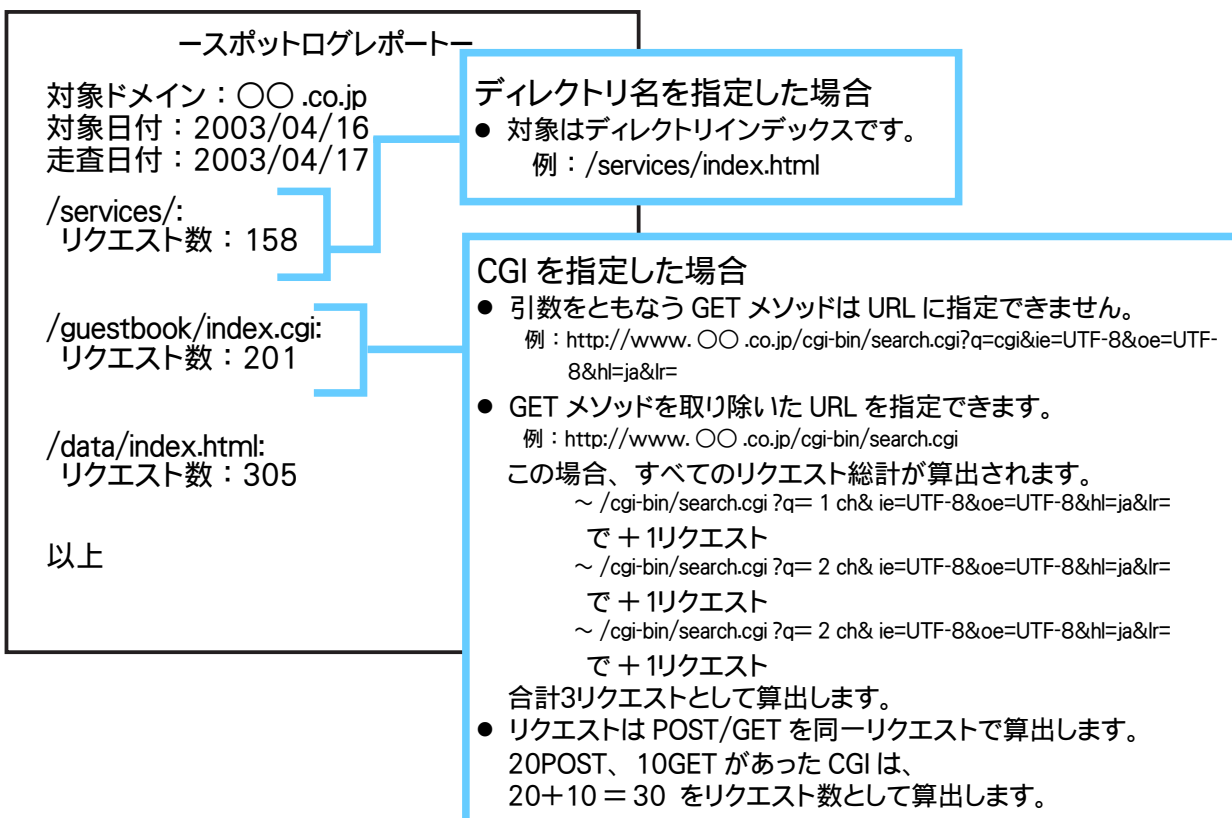 ースポットログレポートー
対象ドメイン：○○.co.jp
対象日付：2003/04/16
走査日付：2003/04/17
/services/:
リクエスト数：158
/guestbook/index.cgi:
リクエスト数：201
/data/index.html:
リクエスト数：305
以上
ディレクトリ名を指定した場合
● 対象はディレクトリインデックスです。
例：/services/index.html
CGI を指定した場合
● 引数をともなう GET メソッドは URL に指定できません。
例：http://www.○○.co.jp/cgi-bin/search.cgi?q=cgi&ie=UTF-8&oe=UTF-
8&hl=ja&lr=
● GET メソッドを取り除いた URL を指定できます。
例：http://www.○○.co.jp/cgi-bin/search.cgi
この場合、すべてのリクエスト総計が算出されます。
～ /cgi-bin/search.cgi ?q= 1 ch& ie=UTF-8&oe=UTF-8&hl=ja&lr=
で ＋ 1リクエスト
～ /cgi-bin/search.cgi ?q= 2 ch& ie=UTF-8&oe=UTF-8&hl=ja&lr=
で ＋ 1リクエスト
～ /cgi-bin/search.cgi ?q= 2 ch& ie=UTF-8&oe=UTF-8&hl=ja&lr=
で ＋ 1リクエスト
合計3リクエストとして算出します。
● リクエストは POST/GET を同一リクエストで算出します。
20POST、10GET があった CGI は、
20＋10 ＝ 30 をリクエスト数として算出します。